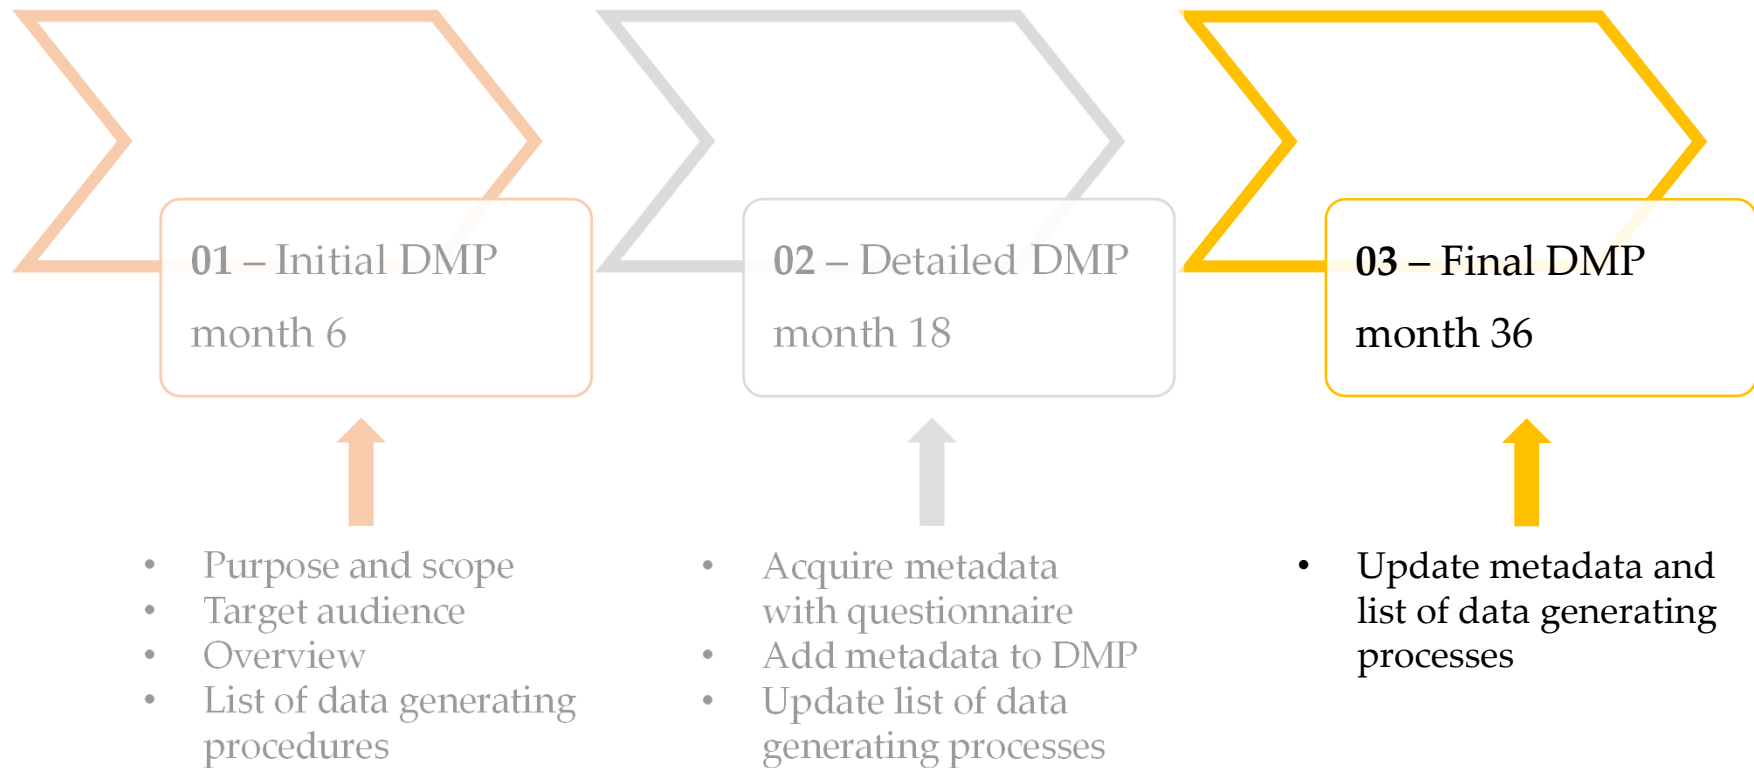 01 – Initial DMP
month 6
02 – Detailed DMP
month 18
03 – Final DMP
month 36
• Purpose and scope
• Target audience
• Overview
• List of data generating
procedures
• Acquire metadata
with questionnaire
• Add metadata to DMP
• Update list of data
generating processes
• Update metadata and
list of data generating
processes